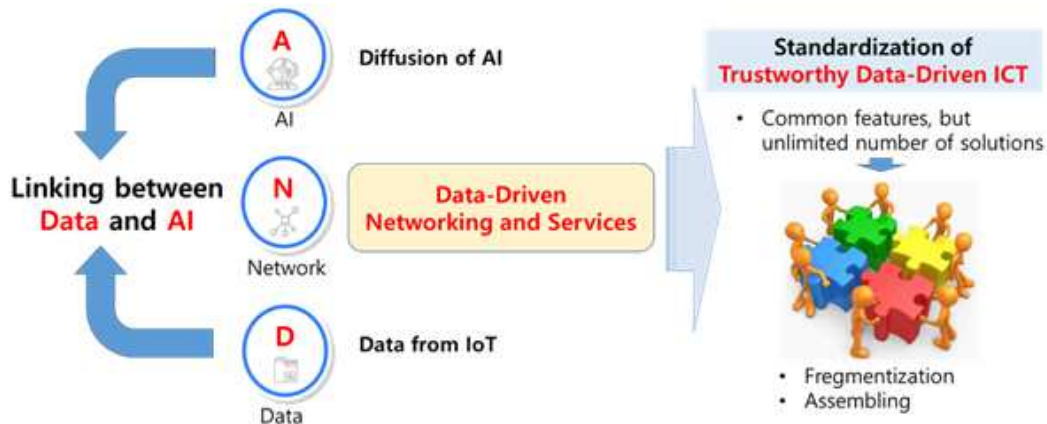 A
AI
Diffusion of AI
Linking between
Data and AI
N
Network
Data-Driven
Networking and Services
D
Data
Data from IoT
Standardization of
Trustworthy Data-Driven ICT
• Common features, but
unlimited number of solutions
• Fregmentization
• Assembling